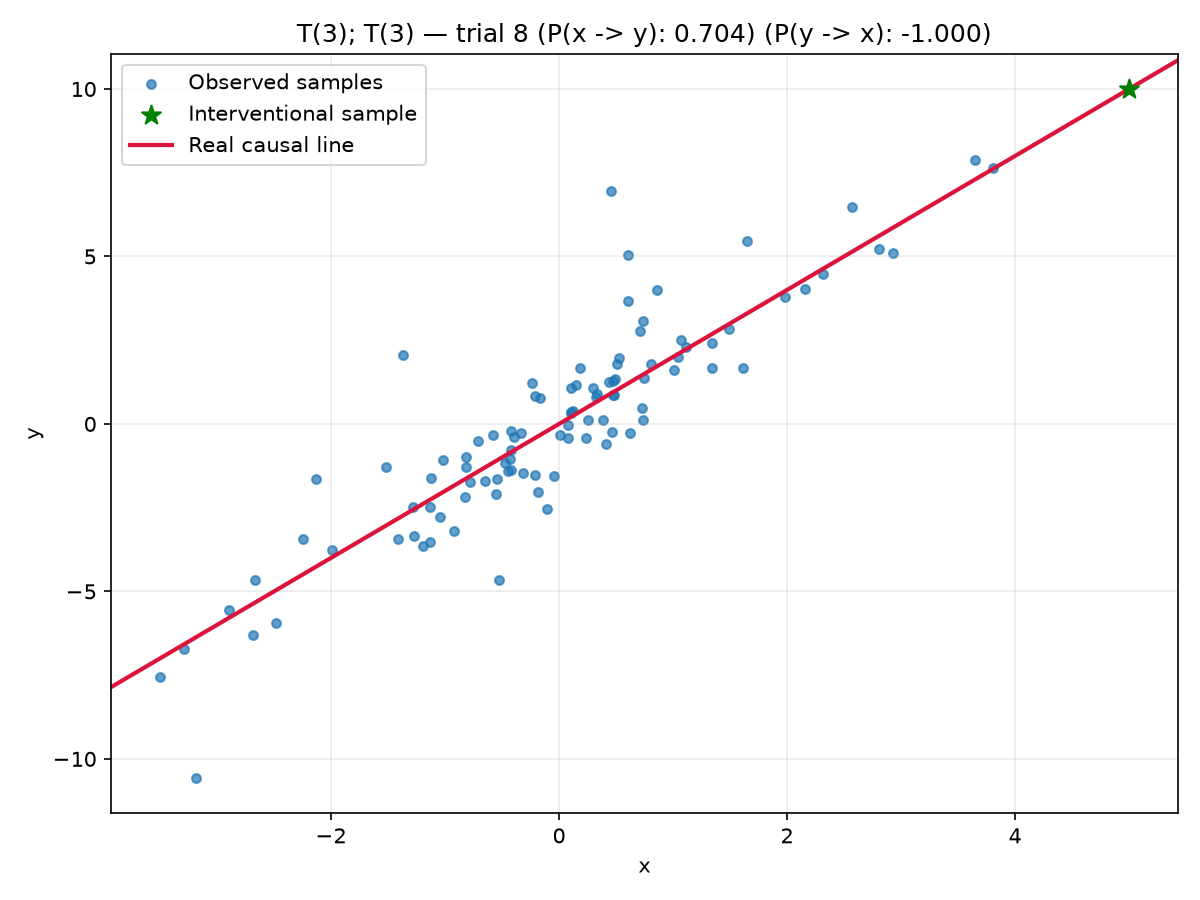 T(3); T(3) — trial 8 (P(x -> y): 0.704) (P(y -> x): -1.000)
Observed samples
Interventional sample
Real causal line
10
5
0
−5
−10
y
−2
0
2
4
x